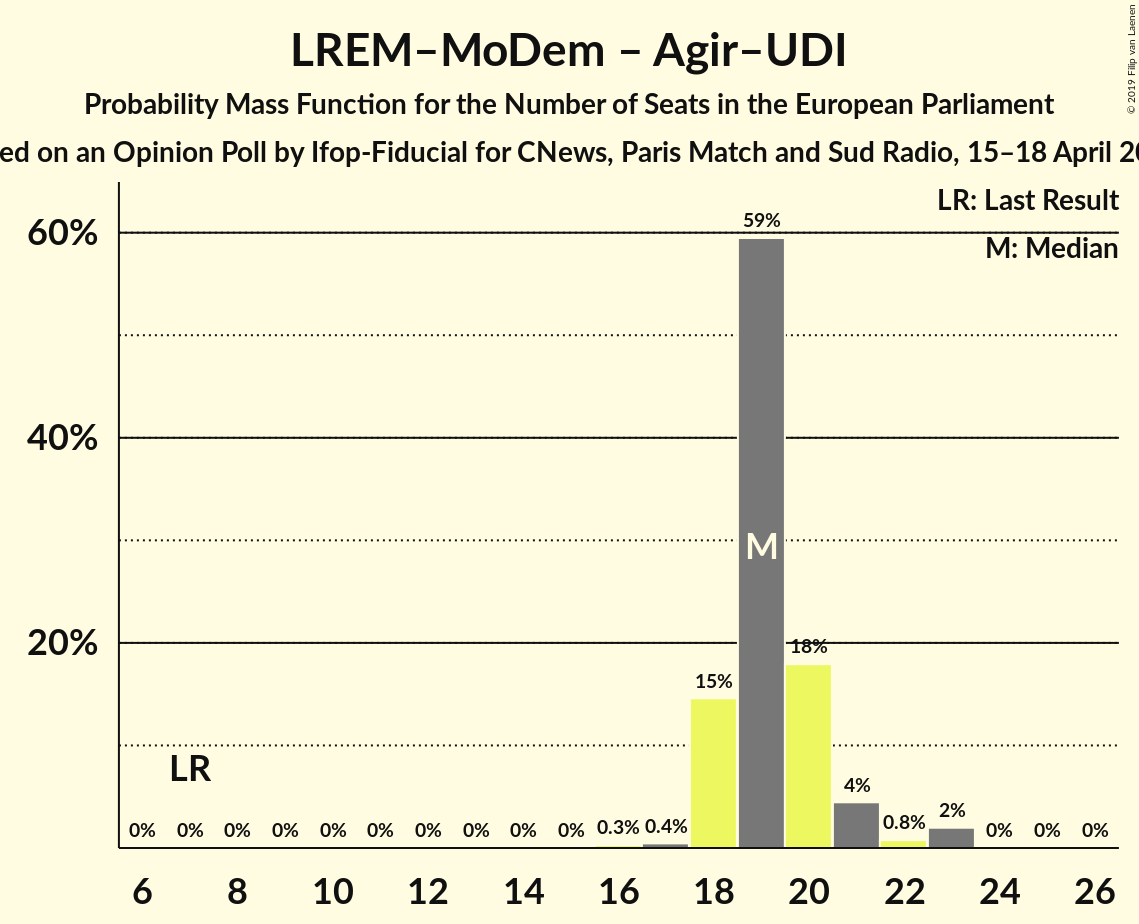 LREM–MoDem – Agir–UDI
Probability Mass Function for the Number of Seats in the European Parliament
ed on an Opinion Poll by Ifop-Fiducial for CNews, Paris Match and Sud Radio, 15–18 April 20
© 2019 Filip van Laenen
LR: Last Result
M: Median
60%
40%
20%
59%
M
18%
15%
LR
4%
2%
0% 0% 0% 0% 0% 0% 0% 0% 0% 0% 0.3% 0.4% 0.8% 0% 0% 0%
6 8 10 12 14 16 18 20 22 24 26